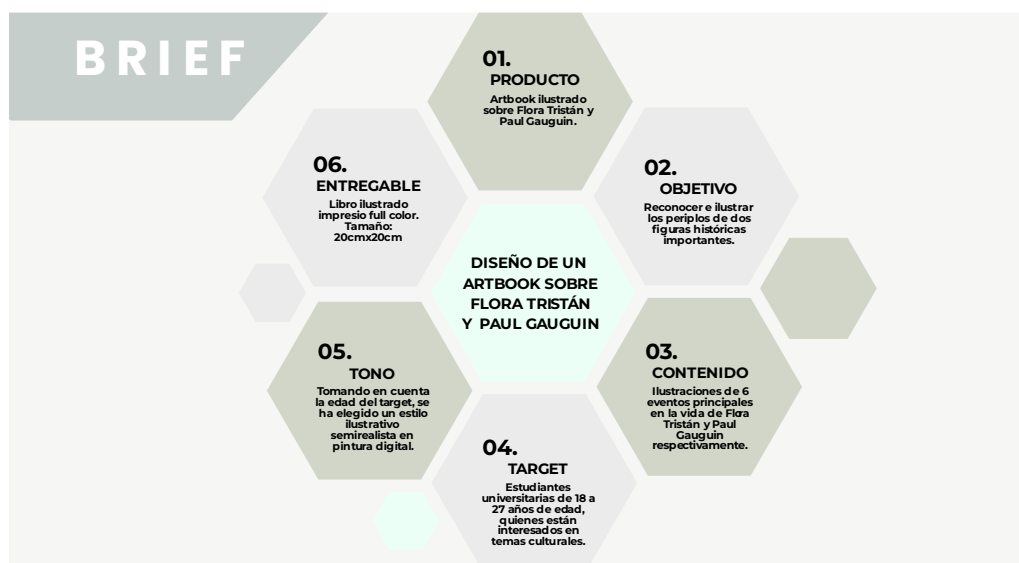 BRIEF
01.
PRODUCTO
Artbook ilustrado
sobre Flora Tristán y
Paul Gauguin.
02.
OBJETIVO
Reconocer e ilustrar
los periplos de dos
figuras históricas
importantes.
03.
CONTENIDO
Ilustraciones de 6
eventos principales
en la vida de Flora
Tristán y Paul
Gauguin
respectivamente.
04.
TARGET
Estudiantes
universitarias de 18 a
27 años de edad,
quienes están
interesados en
temas culturales.
05.
TONO
Tomando en cuenta
la edad del target, se
ha elegido un estilo
ilustrativo
semirealista en
pintura digital.
06.
ENTREGABLE
Libro ilustrado
impresio full color.
Tamaño:
20cmx20cm
DISEÑO DE UN
ARTBOOK SOBRE
FLORA TRISTÁN
Y PAUL GAUGUIN